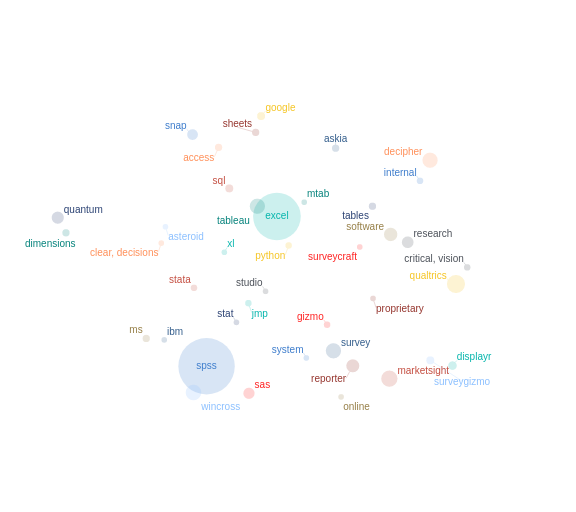 google
snap
sheets
askia
access
decipher
internal
sql
mtab
quantum
tableau
excel
tables
software
research
dimensions
asteroid
clear, decisions
xl
python
surveycraft
critical, vision
qualtrics
stata
studio
stat
jmp
gizmo
proprietary
ms
ibm
system
survey
displayr
spss
reporter
marketsight
surveygizmo
sas
wincross
online